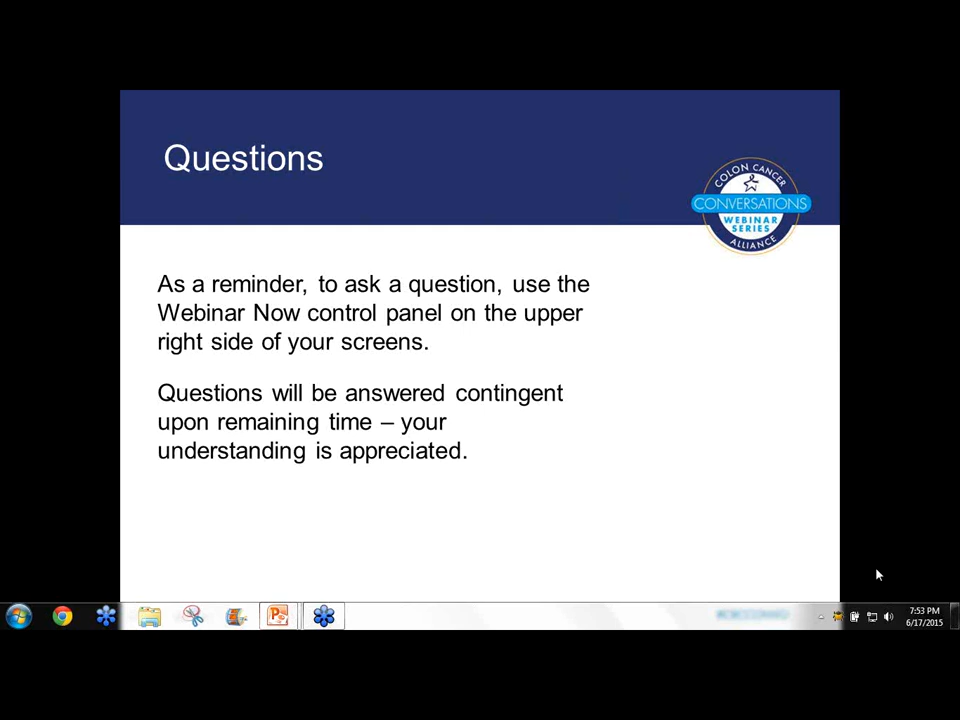 Questions
COLON CANCER
CONVERSATIONS
WEBINAR
SERIES
ALLIANCE
As a reminder, to ask a question, use the
Webinar Now control panel on the upper
right side of your screens.
Questions will be answered contingent
upon remaining time – your
understanding is appreciated.
7:53 PM
6/17/2015